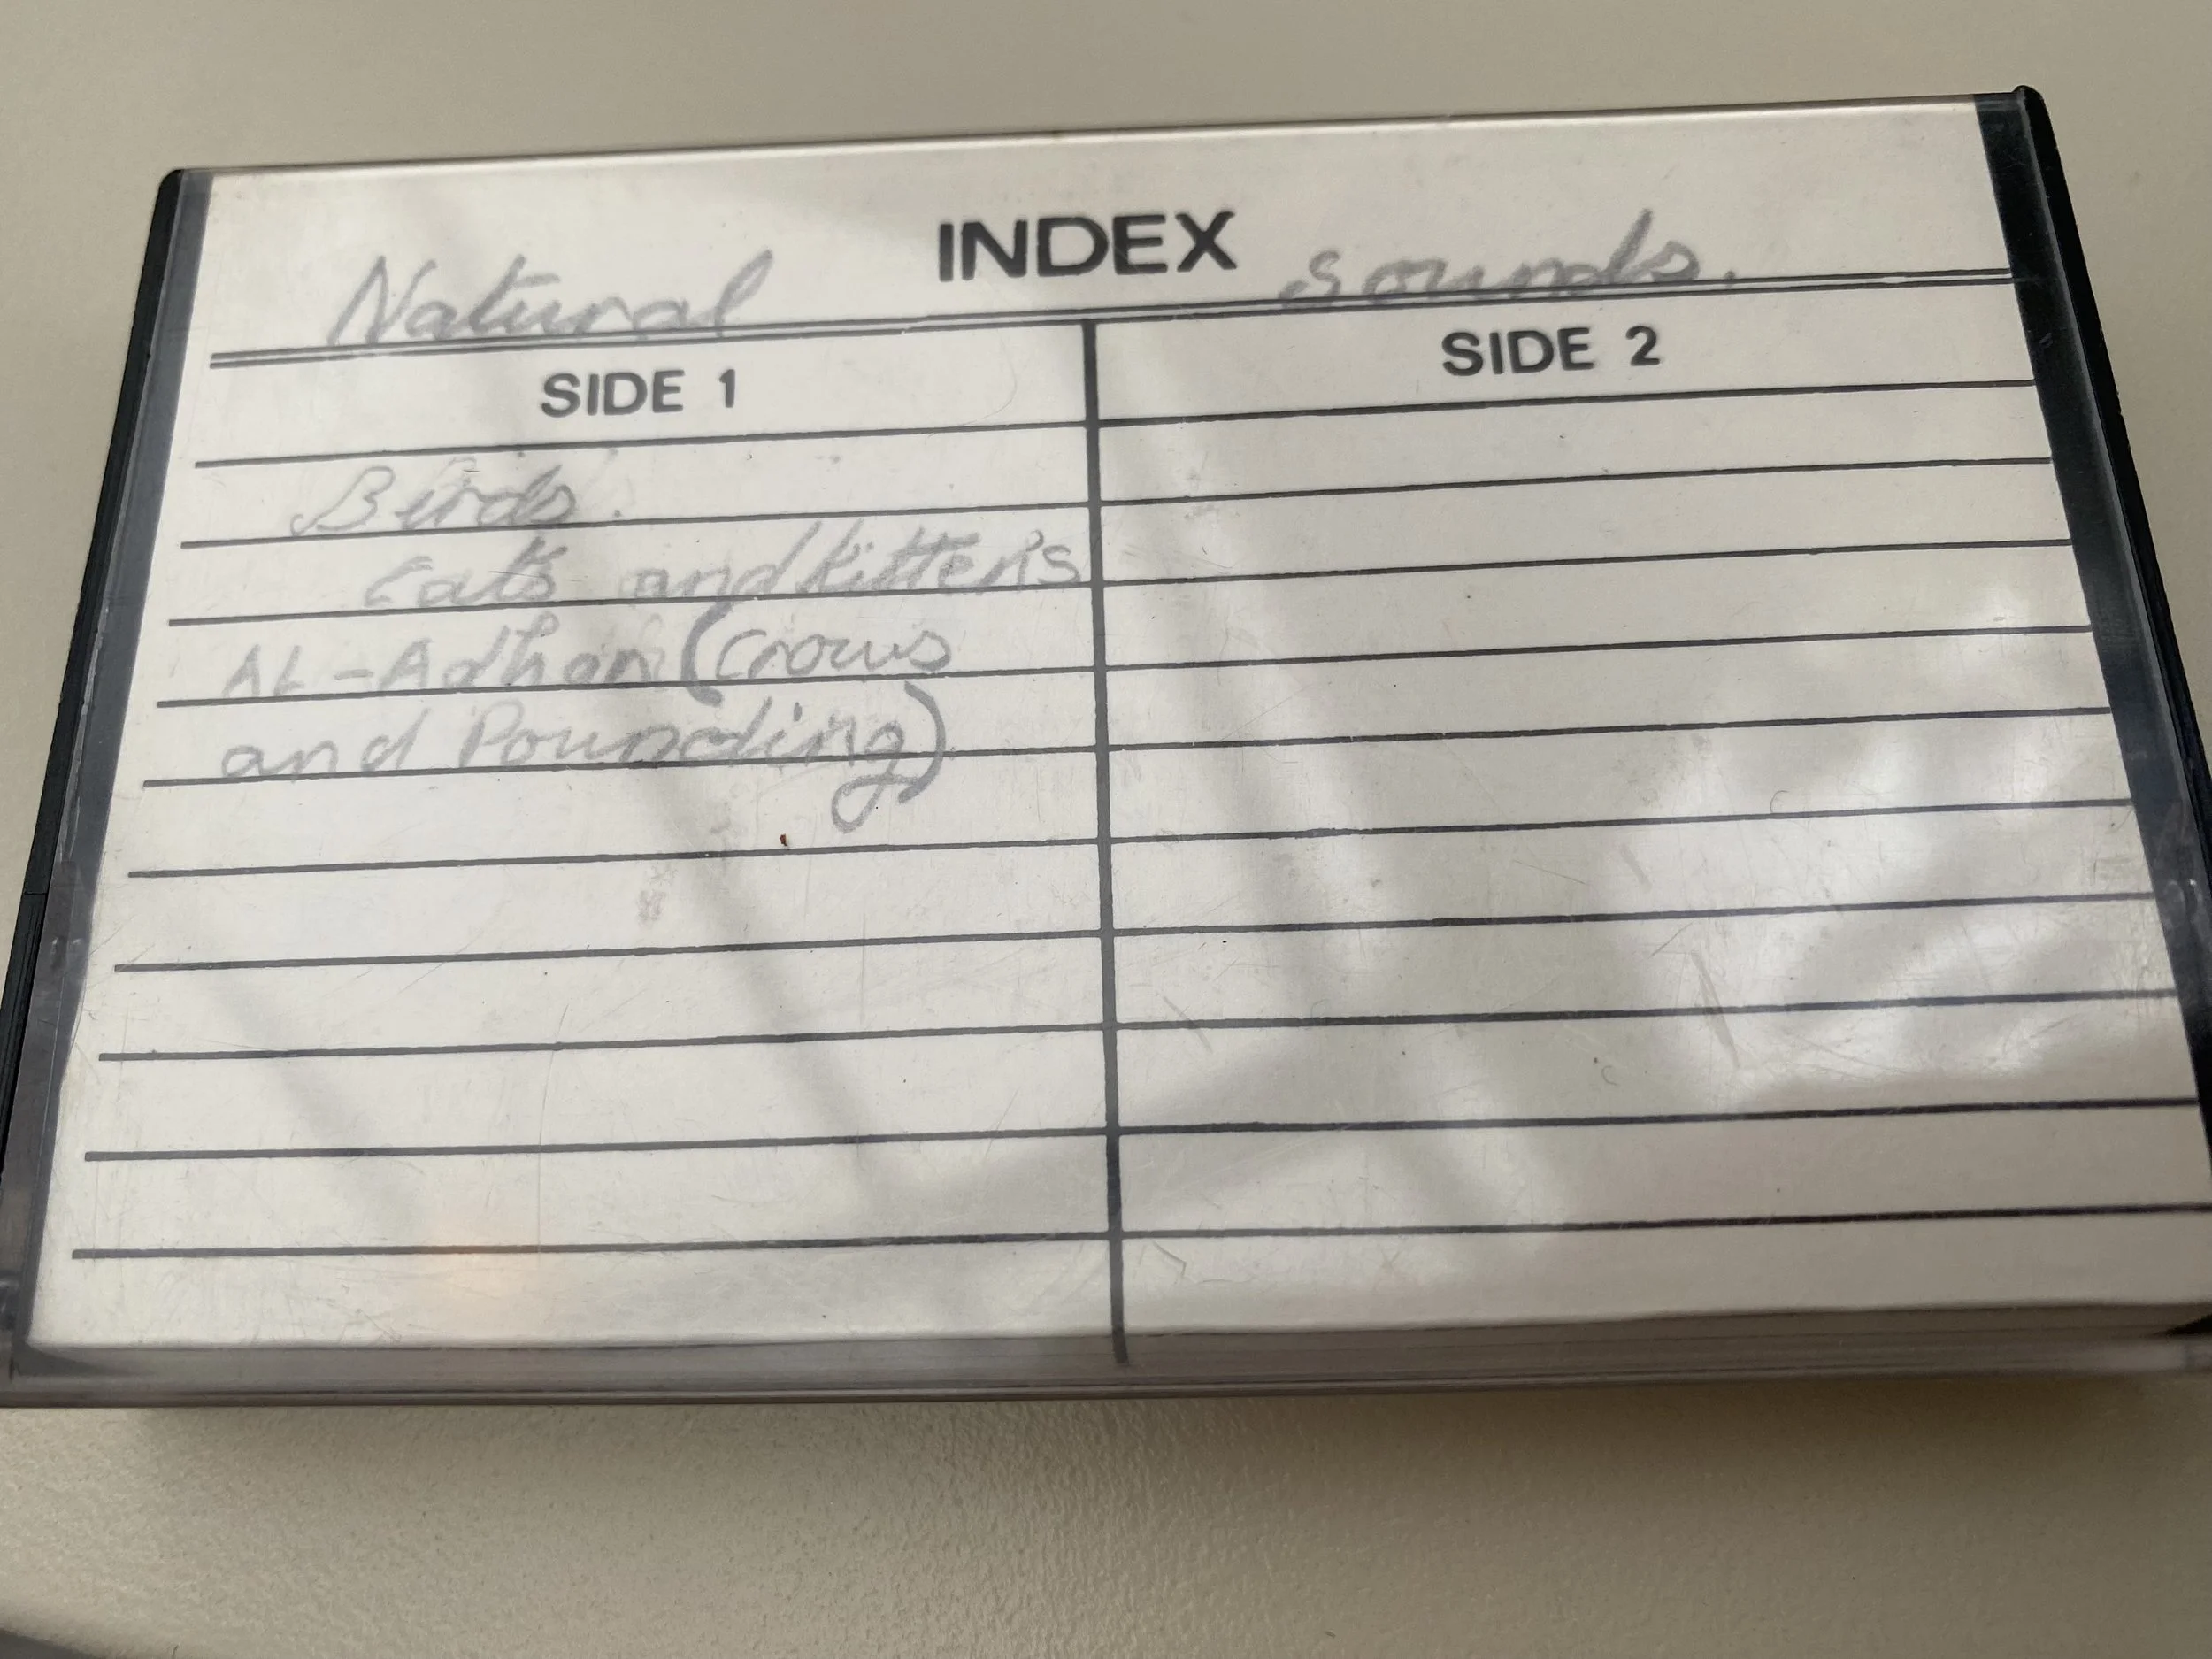 Natural INDEX sounds.
SIDE 1 SIDE 2
Birds.
Cats and kittens
AL-Adhan (crows
and Pounding)